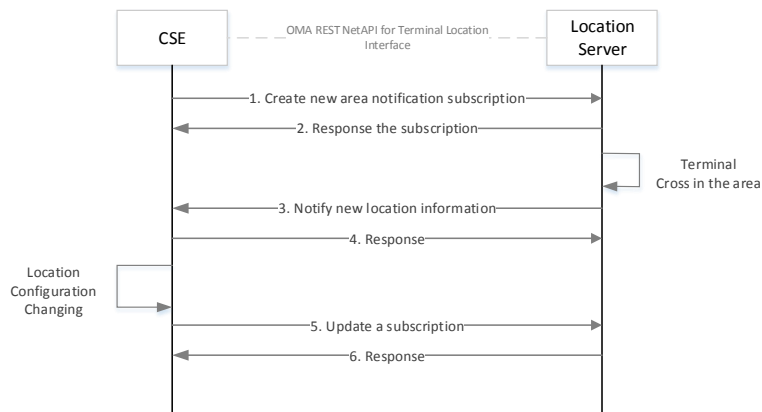 CSE
OMA REST NetAPI for Terminal Location
Interface
Location
Server
1. Create new area notification subscription
2. Response the subscription
Terminal
Cross in the area
3. Notify new location information
4. Response
Location
Configuration
Changing
5. Update a subscription
6. Response